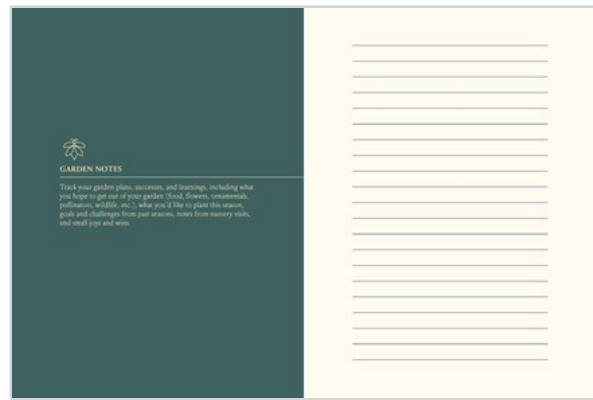 GARDEN NOTES
Track your garden plans, successes, and learnings, including what
you hope to get out of your garden (food, flowers, ornamentals,
pollinators, wildlife, etc.), what you'd like to plant this season,
goals and challenges from past seasons, notes from nursery visits,
and small joys and wins.